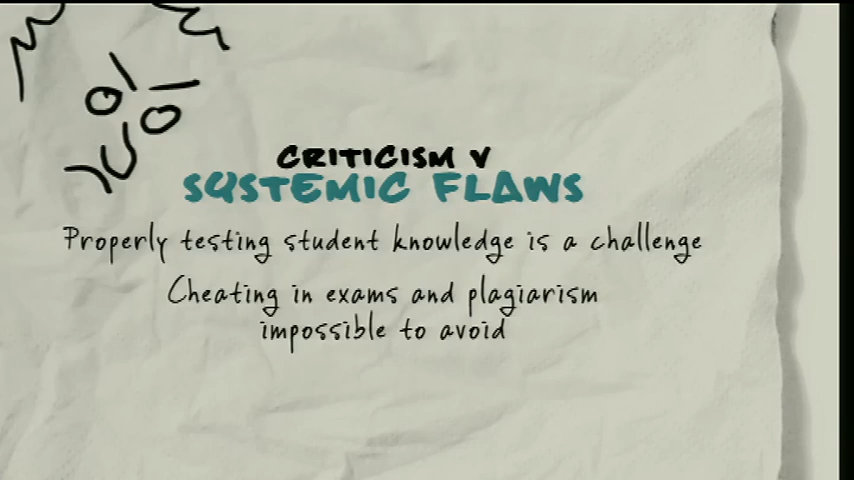 CRITICISM V
SYSTEMIC FLAWS
Properly testing student knowledge is a challenge
Cheating in exams and plagiarism
impossible to avoid